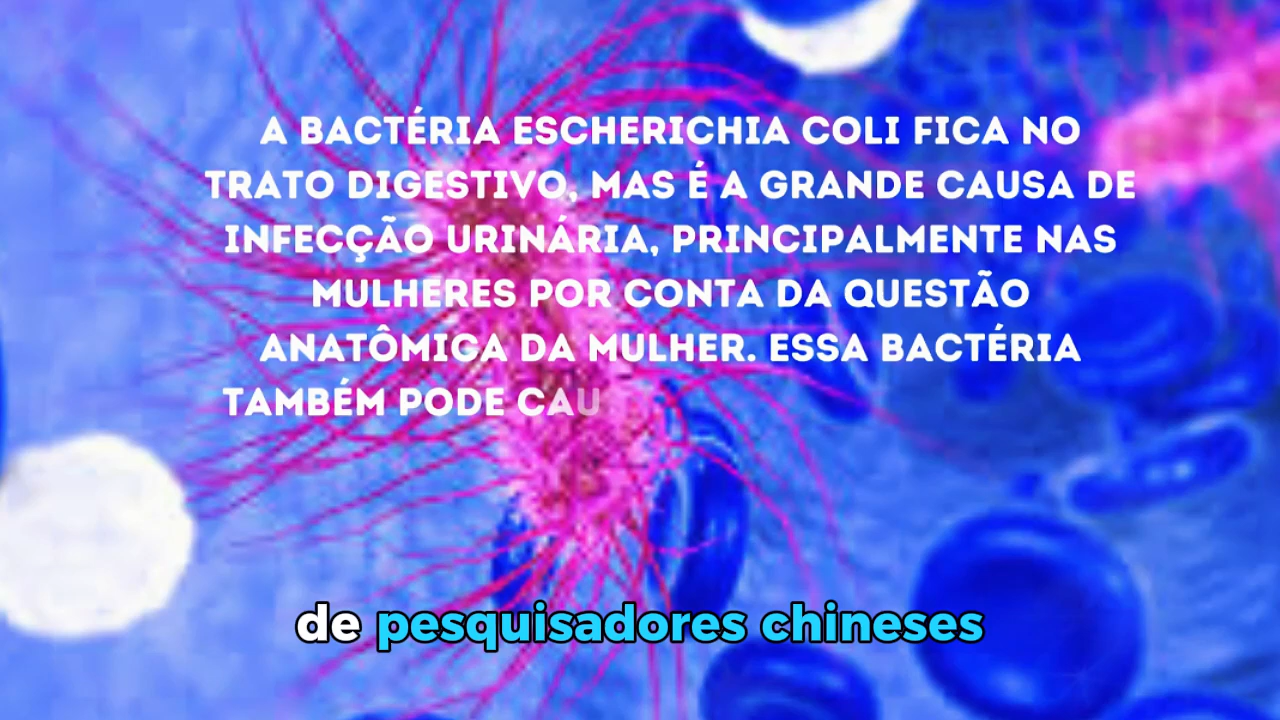 A BACTÉRIA ESCHERICHIA COLI FICA NO
TRATO DIGESTIVO, MAS É A GRANDE CAUSA DE
INFECÇÃO URINÁRIA, PRINCIPALMENTE NAS
MULHERES POR CONTA DA QUESTÃO
ANATÔMIGA DA MULHER. ESSA BACTÉRIA
TAMBÉM PODE CAU
de pesquisadores chineses